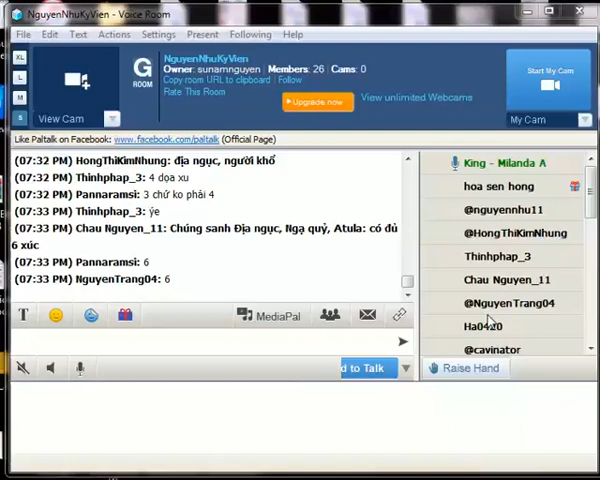 NguyenNhuKyVien - Voice Room
File Edit Text Actions Settings Present Following Help
XL
L
M
S
View Cam
G
ROOM
NguyenNhuKyVien
Owner: sunamnguyen | Members: 26 | Cams: 0
Copy room URL to clipboard | Follow
Rate This Room
Upgrade now
View unlimited Webcams
Start My Cam
My Cam
Like Paltalk on Facebook: www.facebook.com/paltalk (Official Page)
(07:32 PM) HongThiKimNhung: địa ngục, người khổ
(07:32 PM) Thinhphap_3: 4 dọa xu
(07:32 PM) Pannaramsi: 3 chứ ko phải 4
(07:33 PM) Thinhphap_3: ýe
(07:33 PM) Chau Nguyen_11: Chúng sanh Địa ngục, Ngạ quỷ, Atula: có đủ
6 xúc
(07:33 PM) Pannaramsi: 6
(07:33 PM) NguyenTrang04: 6
King - Milanda A
hoa sen hong
@nguyennhu11
@HongThiKimNhung
Thinhphap_3
Chau Nguyen_11
@NguyenTrang04
Ha0420
@cavinator
T
MediaPal
d to Talk
Raise Hand